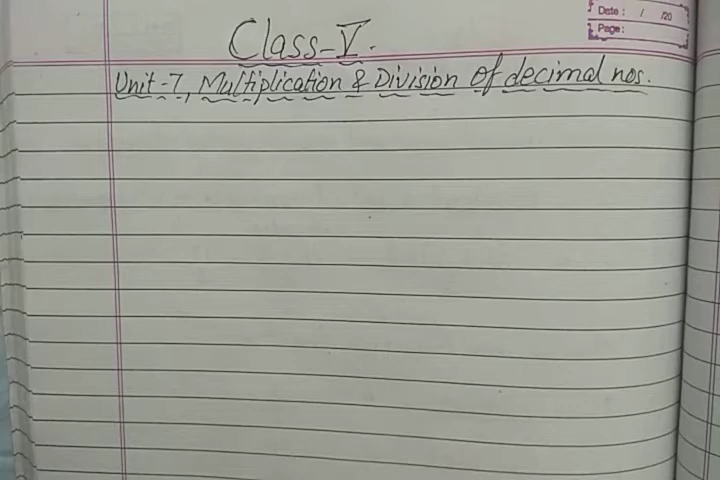 Date: / /20
Page:
Class-V.
Unit-7, Multiplication & Division of decimal nos.